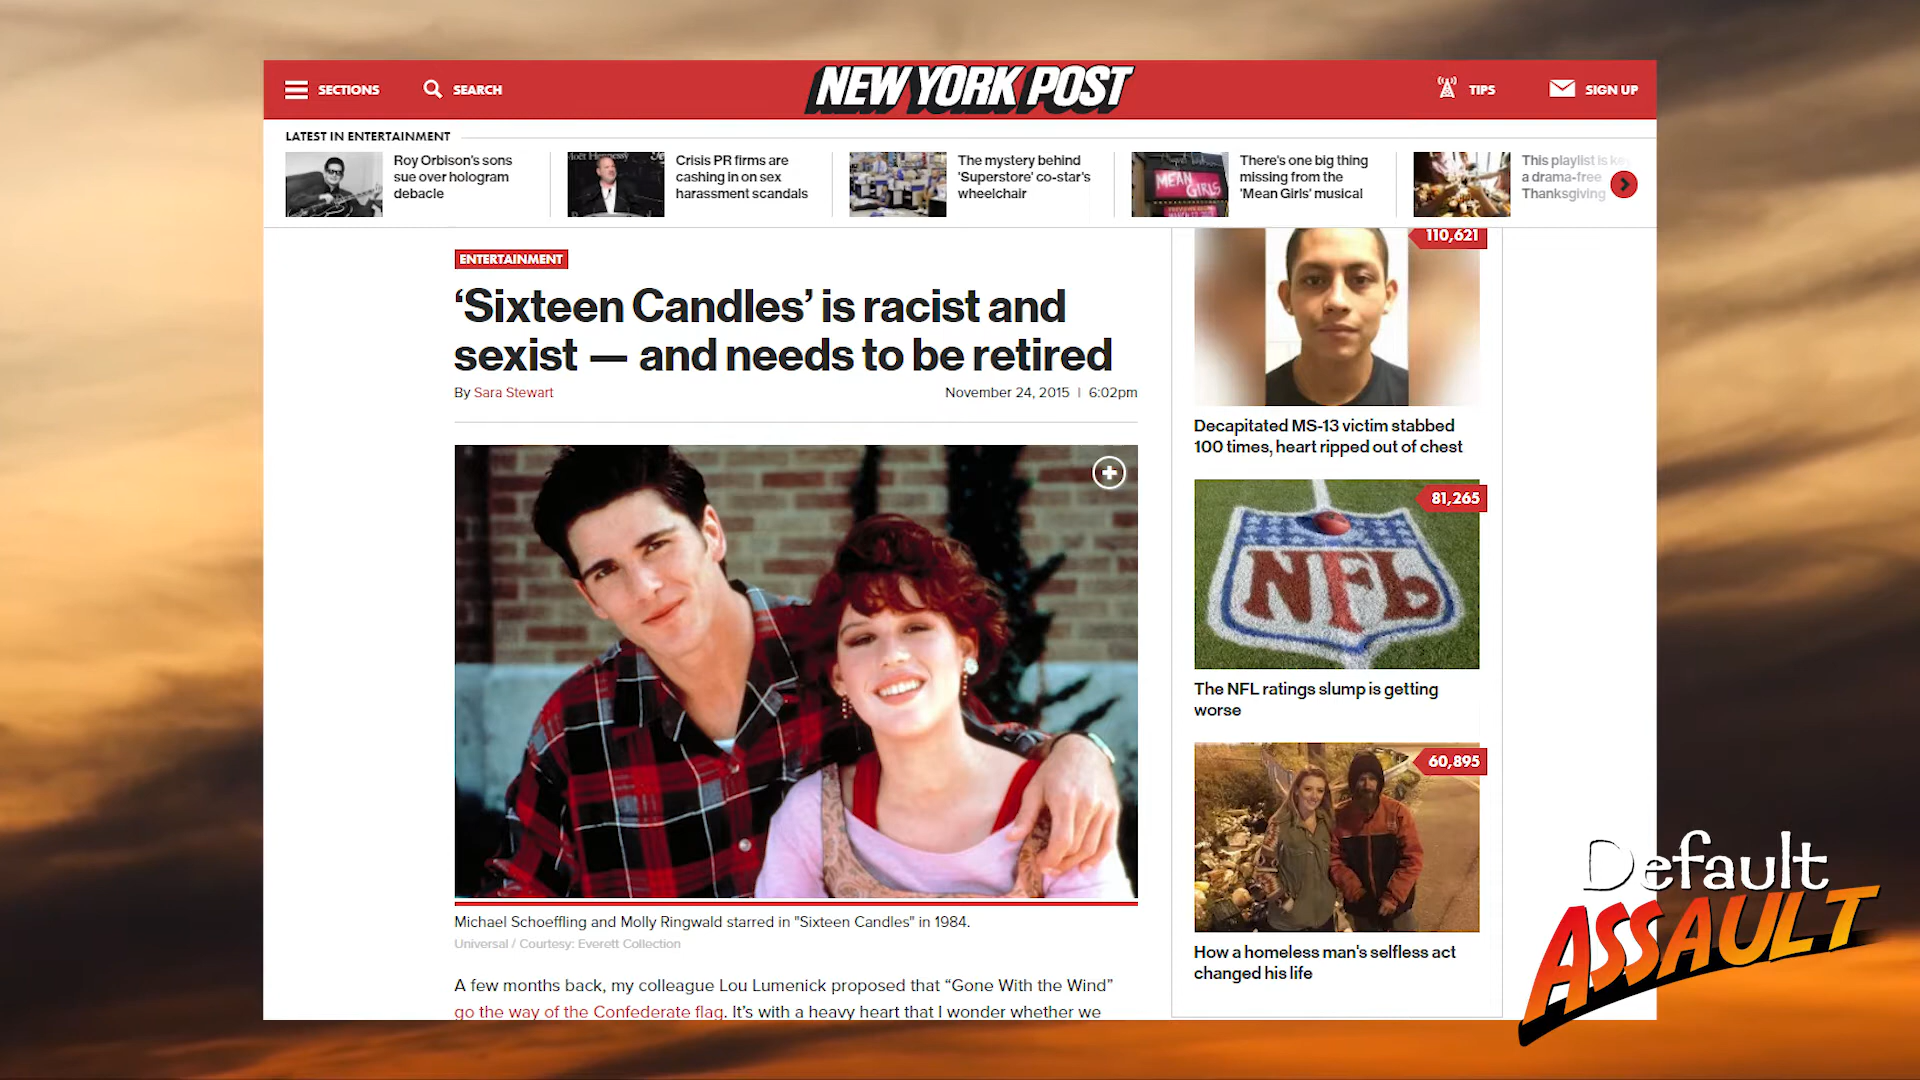 SECTIONS
SEARCH
NEW YORK POST
TIPS
SIGN UP
LATEST IN ENTERTAINMENT
Roy Orbison's sons
sue over hologram
debacle
Moët Hennessy
Crisis PR firms are
cashing in on sex
harassment scandals
The mystery behind
'Superstore' co-star's
wheelchair
MEAN GIRLS
There's one big thing
missing from the
'Mean Girls' musical
This playlist is key
a drama-free
Thanksgiving
ENTERTAINMENT
‘Sixteen Candles’ is racist and
sexist — and needs to be retired
By Sara Stewart
November 24, 2015 | 6:02pm
Michael Schoeffling and Molly Ringwald starred in "Sixteen Candles" in 1984.
Universal / Courtesy: Everett Collection
A few months back, my colleague Lou Lumenick proposed that “Gone With the Wind”
go the way of the Confederate flag. It’s with a heavy heart that I wonder whether we
110,621
Decapitated MS-13 victim stabbed
100 times, heart ripped out of chest
81,265
NFL
The NFL ratings slump is getting
worse
60,895
How a homeless man's selfless act
changed his life
Default
ASSAULT